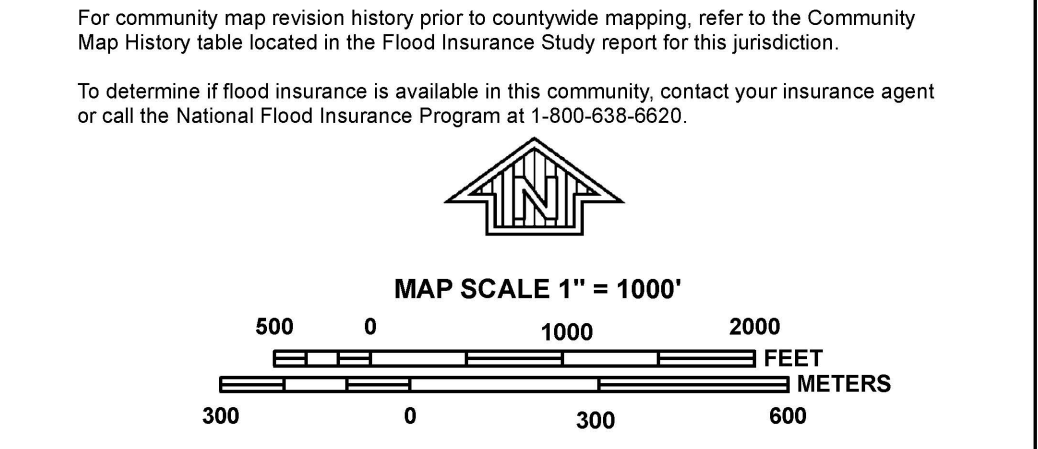 For community map revision history prior to countywide mapping, refer to the Community
Map History table located in the Flood Insurance Study report for this jurisdiction.
To determine if flood insurance is available in this community, contact your insurance agent
or call the National Flood Insurance Program at 1-800-638-6620.
N
MAP SCALE 1" = 1000'
500 0 1000 2000
FEET
METERS
300 0 300 600